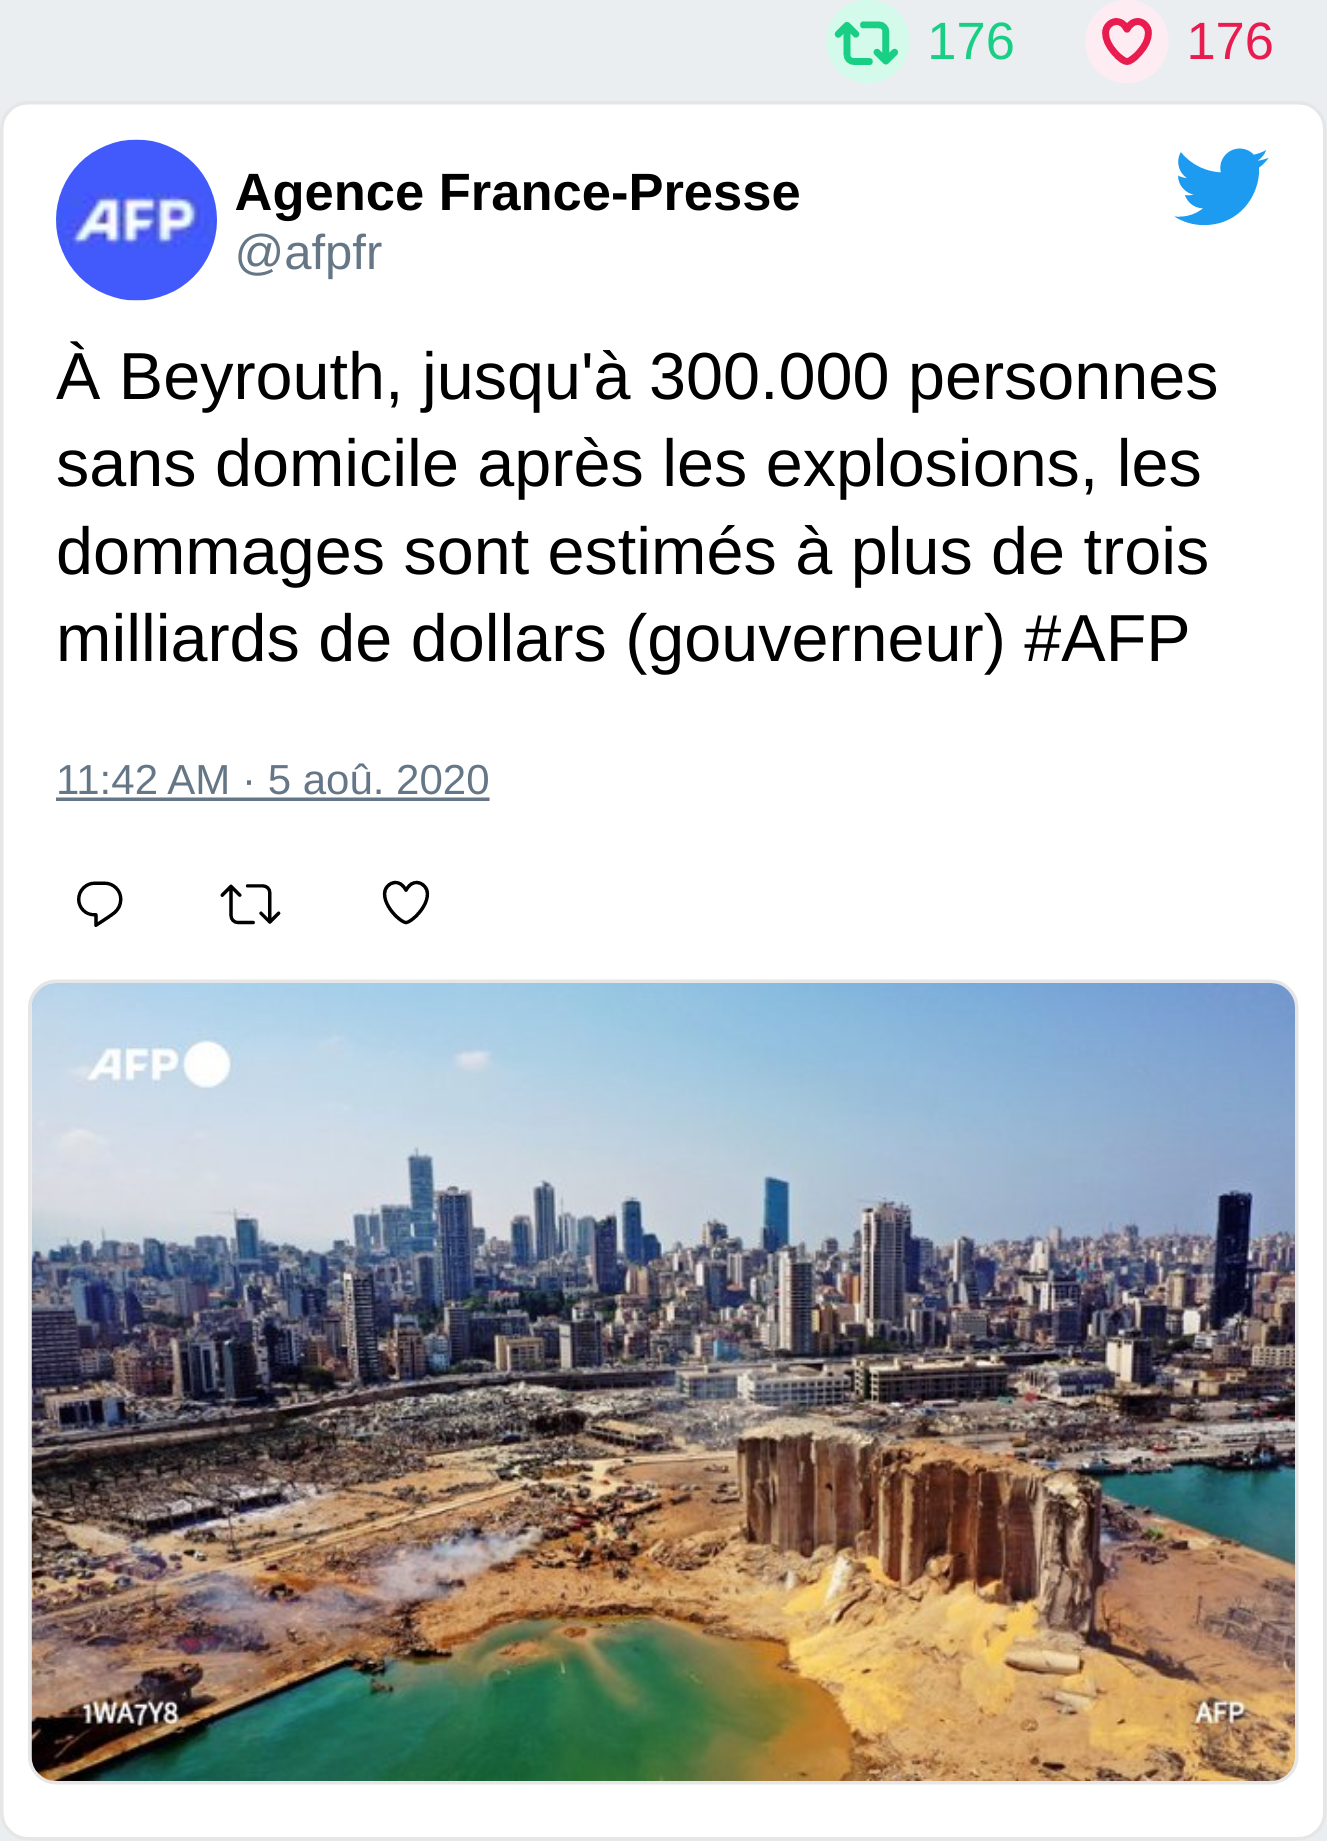 176 176
AFP
Agence France-Presse
@afpfr
À Beyrouth, jusqu'à 300.000 personnes
sans domicile après les explosions, les
dommages sont estimés à plus de trois
milliards de dollars (gouverneur) #AFP
11:42 AM · 5 aoû. 2020
AFP
1WA7Y8 AFP